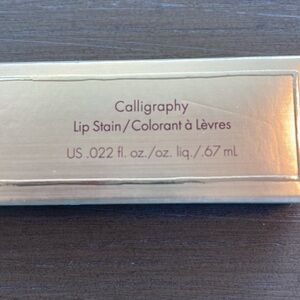 Calligraphy
Lip Stain/Colorant à Lèvres
US .022 fl. oz./oz. liq./.67 mL